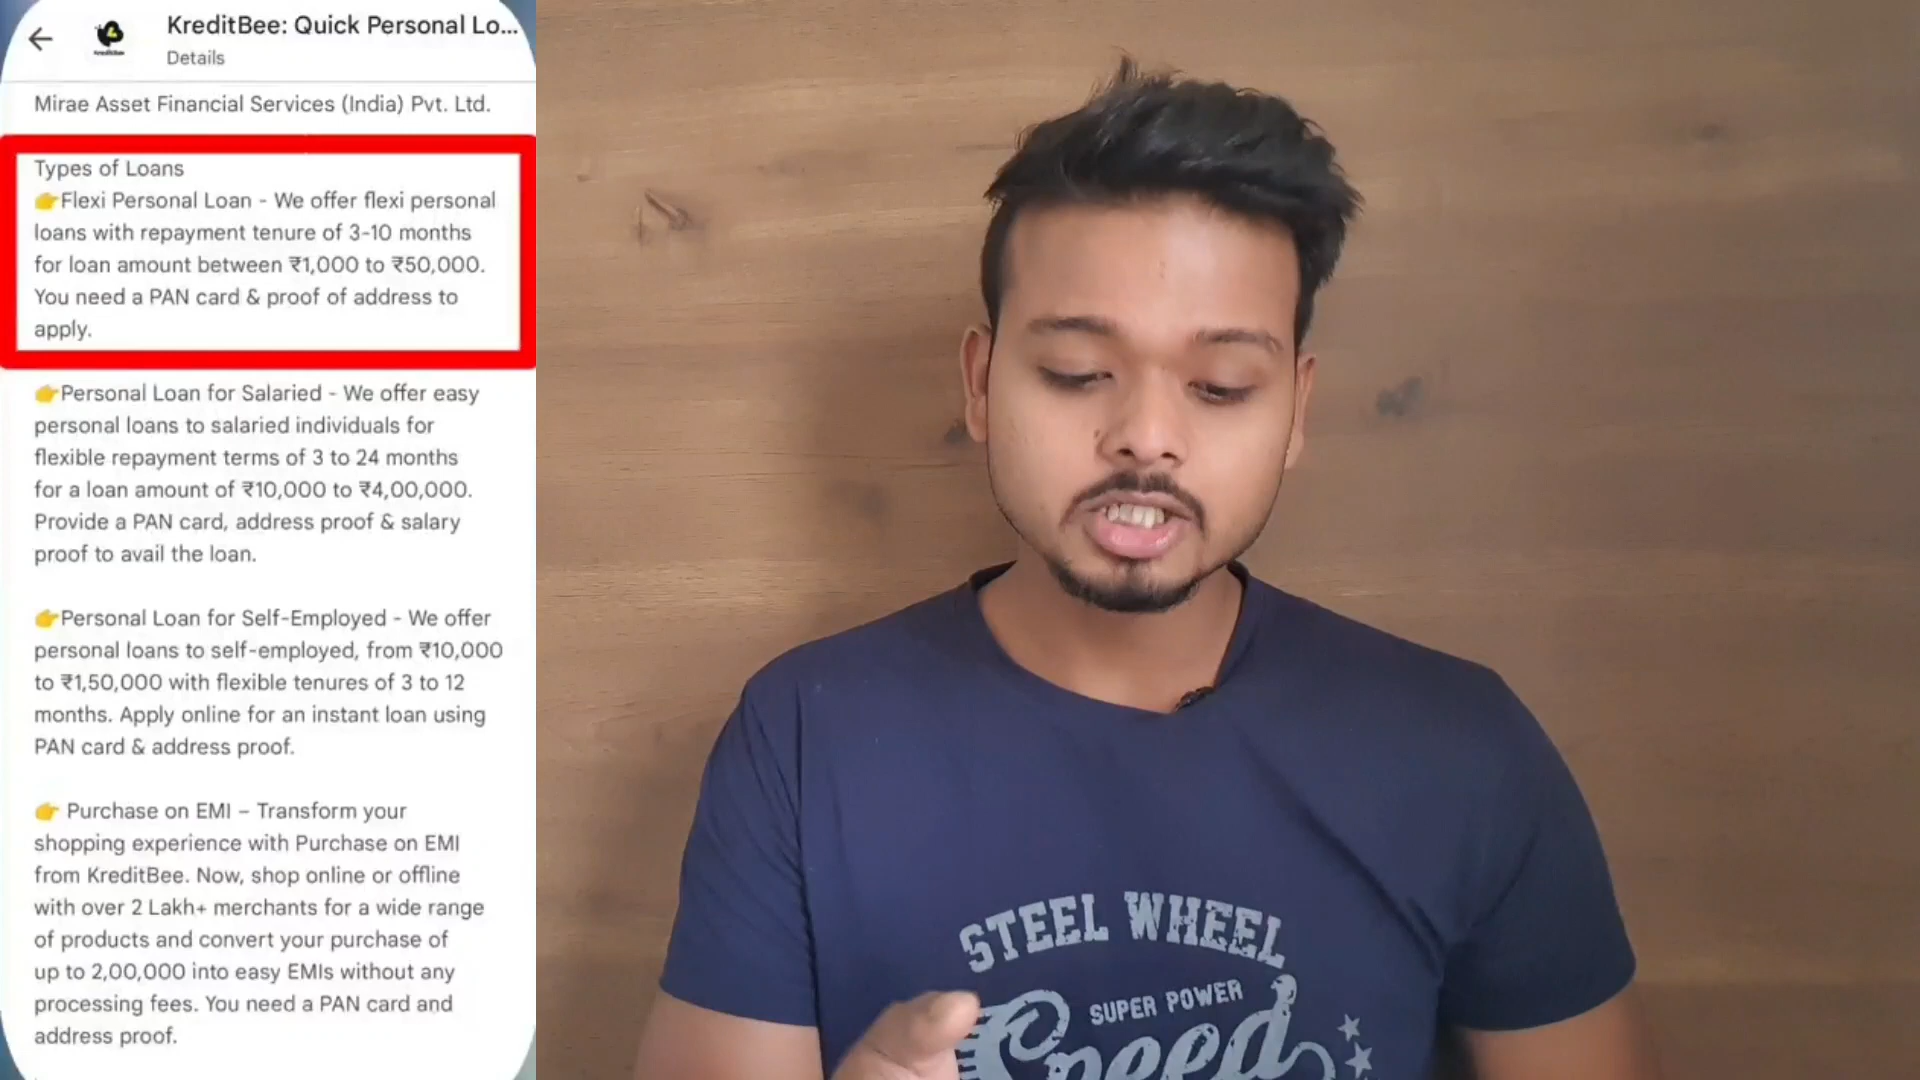 KreditBee: Quick Personal Lo...
Details
KreditBee
Mirae Asset Financial Services (India) Pvt. Ltd.
Types of Loans
👉Flexi Personal Loan - We offer flexi personal
loans with repayment tenure of 3-10 months
for loan amount between ₹1,000 to ₹50,000.
You need a PAN card & proof of address to
apply.
👉Personal Loan for Salaried - We offer easy
personal loans to salaried individuals for
flexible repayment terms of 3 to 24 months
for a loan amount of ₹10,000 to ₹4,00,000.
Provide a PAN card, address proof & salary
proof to avail the loan.
👉Personal Loan for Self-Employed - We offer
personal loans to self-employed, from ₹10,000
to ₹1,50,000 with flexible tenures of 3 to 12
months. Apply online for an instant loan using
PAN card & address proof.
👉 Purchase on EMI – Transform your
shopping experience with Purchase on EMI
from KreditBee. Now, shop online or offline
with over 2 Lakh+ merchants for a wide range
of products and convert your purchase of
up to 2,00,000 into easy EMIs without any
processing fees. You need a PAN card and
address proof.
STEEL WHEEL
SUPER POWER
Speed